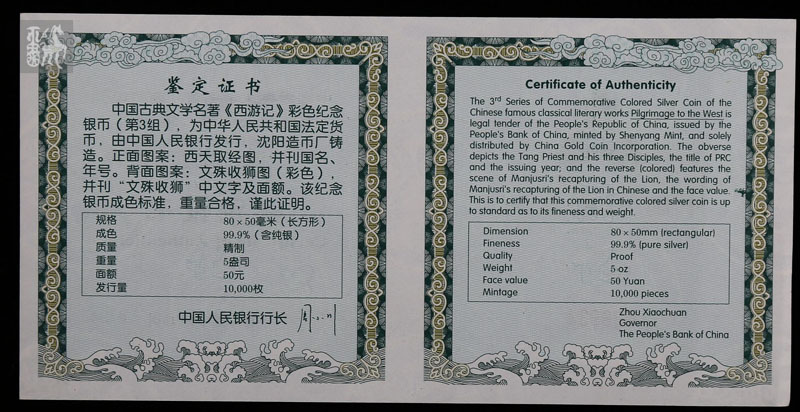 鉴定证书
中国古典文学名著《西游记》彩色纪念
银币（第3组），为中华人民共和国法定货
币，由中国人民银行发行，沈阳造币厂铸
造。正面图案：西天取经图，并刊国名、
年号。背面图案：文殊收狮图（彩色），
并刊“文殊收狮”中文字及面额。该纪念
银币成色标准，重量合格，谨此证明。
规格 80×50毫米（长方形）
成色 99.9%（含纯银）
质量 精制
重量 5盎司
面额 50元
发行量 10,000枚
中国人民银行行长
Certificate of Authenticity
The 3rd Series of Commemorative Colored Silver Coin of the
Chinese famous classical literary works Pilgrimage to the West is
legal tender of the People's Republic of China, issued by the
People's Bank of China, minted by Shenyang Mint, and solely
distributed by China Gold Coin Incorporation. The obverse
depicts the Tang Priest and his three Disciples, the title of PRC
and the issuing year; and the reverse (colored) features the
scene of Manjusri's recapturing of the Lion, the wording of
Manjusri's recapturing of the Lion in Chinese and the face value.
This is to certify that this commemorative colored silver coin is up
to standard as to its fineness and weight.
Dimension 80×50mm (rectangular)
Fineness 99.9% (pure silver)
Quality Proof
Weight 5 oz
Face value 50 Yuan
Mintage 10,000 pieces
Zhou Xiaochuan
Governor
The People's Bank of China